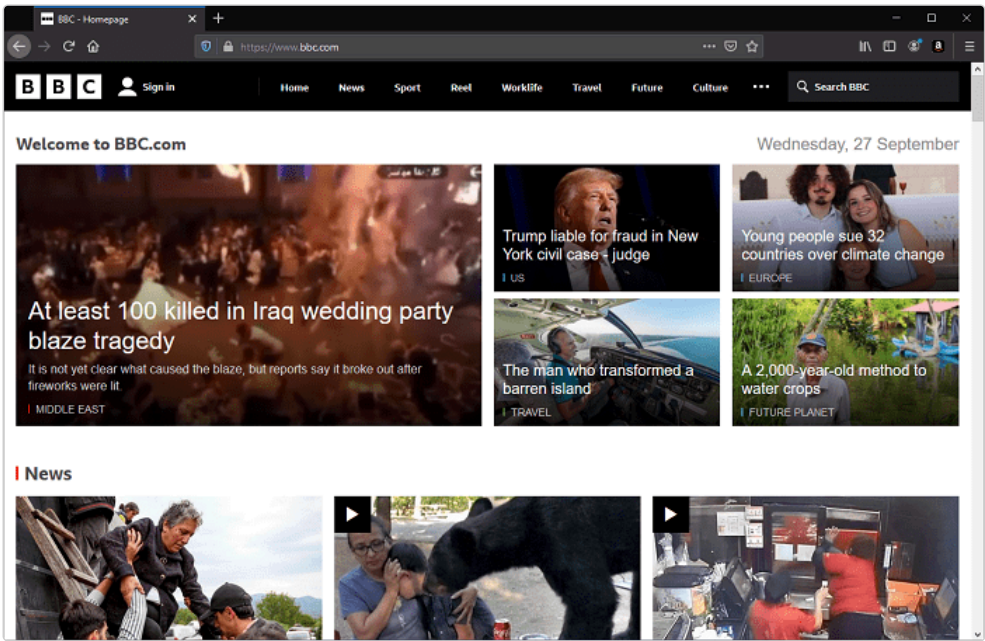 BBC - Homepage
https://www.bbc.com
BBC
Sign in
Home
News
Sport
Reel
Worklife
Travel
Future
Culture
Search BBC
Welcome to BBC.com
Wednesday, 27 September
At least 100 killed in Iraq wedding party
blaze tragedy
It is not yet clear what caused the blaze, but reports say it broke out after
fireworks were lit.
MIDDLE EAST
Trump liable for fraud in New
York civil case - judge
US
Young people sue 32
countries over climate change
EUROPE
The man who transformed a
barren island
TRAVEL
A 2,000-year-old method to
water crops
FUTURE PLANET
News